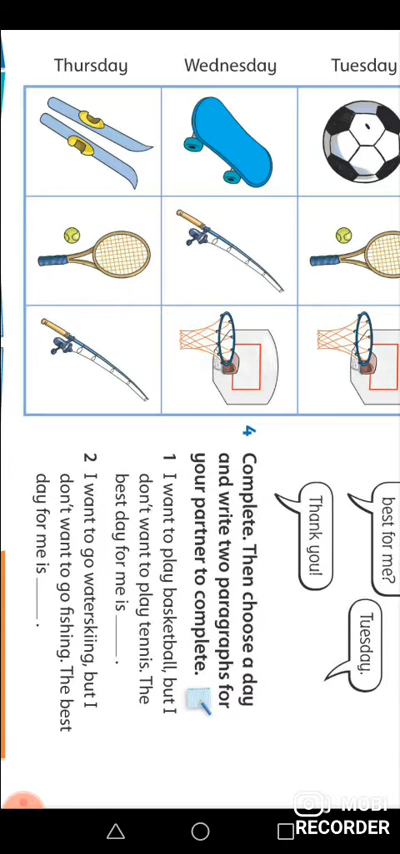 Thursday
Wednesday
Tuesday
best for me?
Tuesday.
Thank you!
4 Complete. Then choose a day
and write two paragraphs for
your partner to complete.
1 I want to play basketball, but I
don't want to play tennis. The
best day for me is ____.
2 I want to go waterskiing, but I
don't want to go fishing. The best
day for me is ____.
MOBI
RECORDER